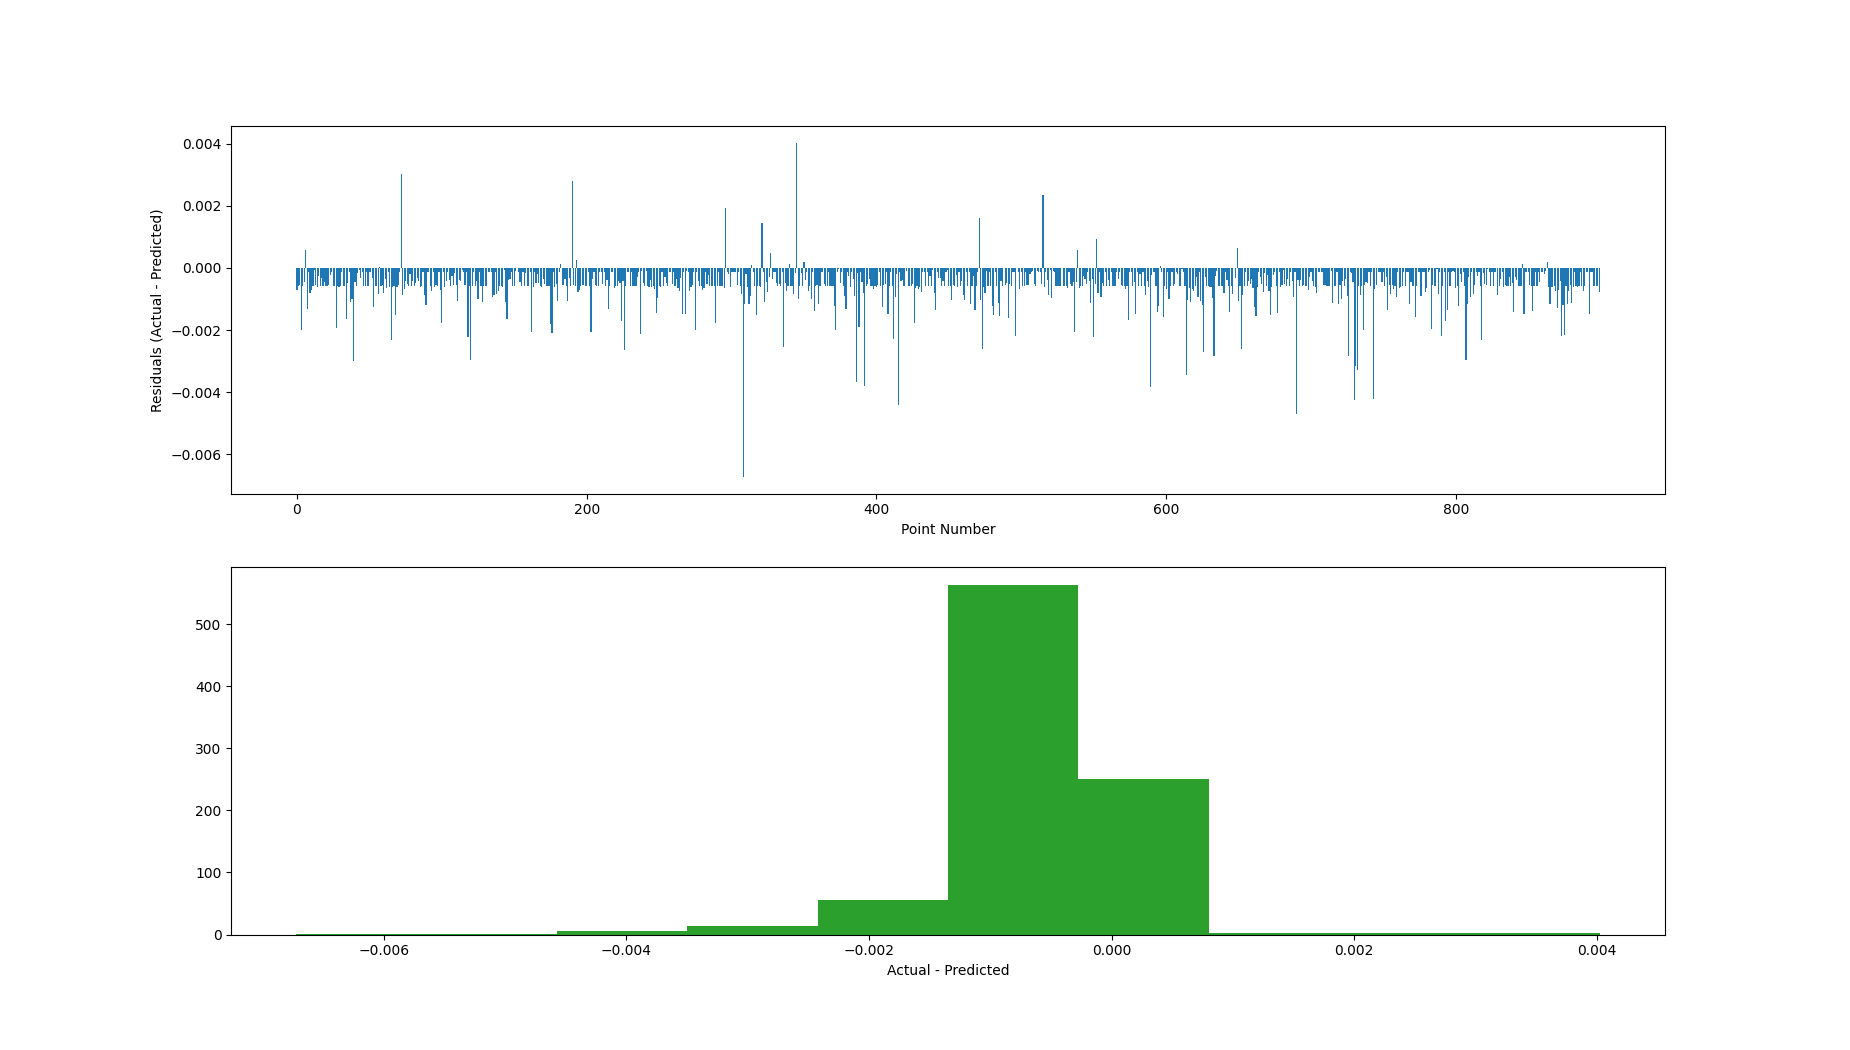 0.004
0.002
0.000
−0.002
−0.004
−0.006
Residuals (Actual - Predicted)
0 200 400 600 800
Point Number
500
400
300
200
100
0
−0.006 −0.004 −0.002 0.000 0.002 0.004
Actual - Predicted